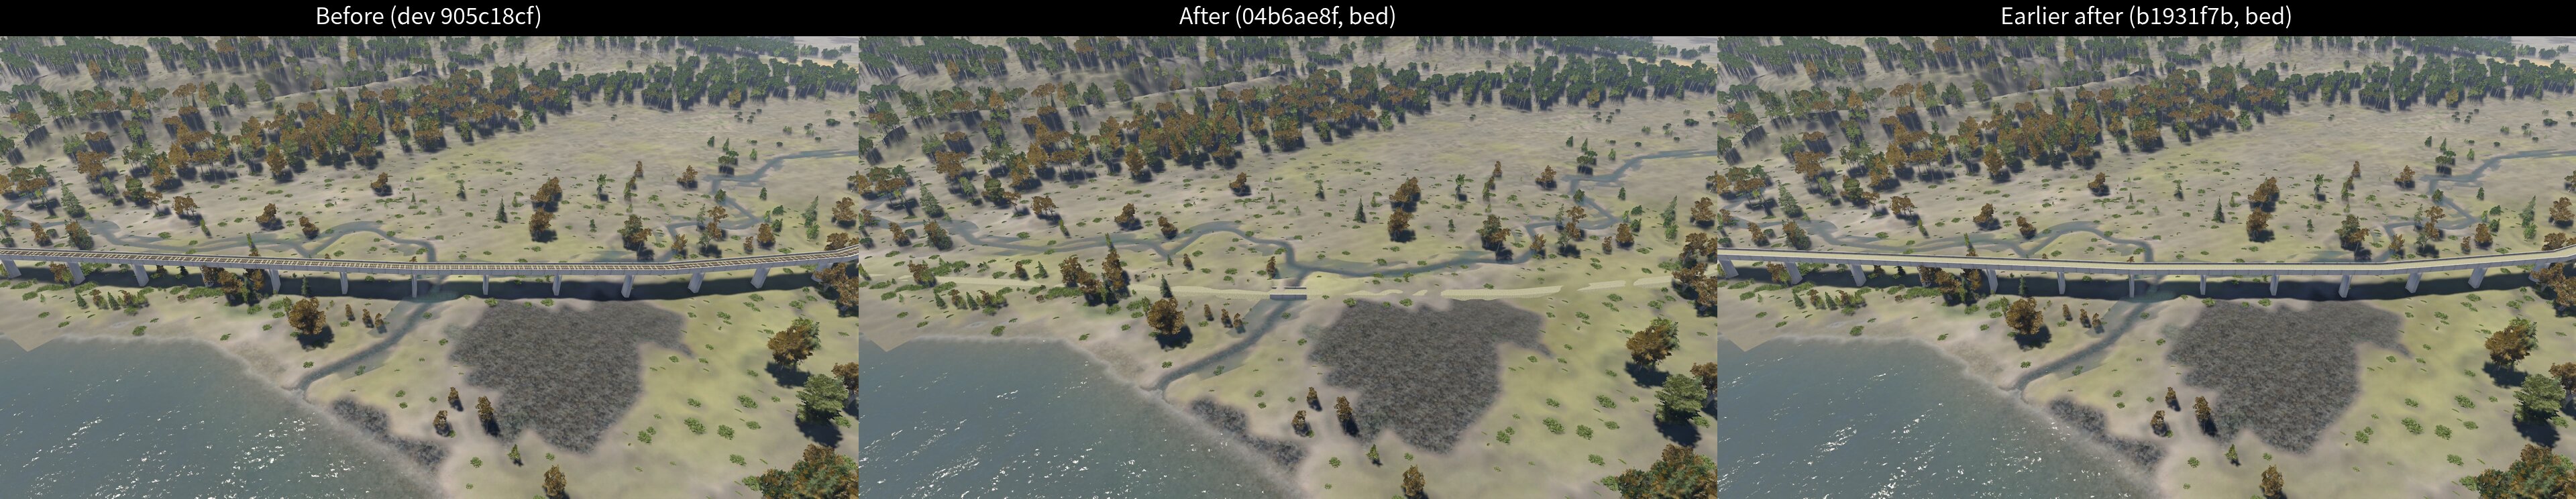 Before (dev 905c18cf)
After (04b6ae8f, bed)
Earlier after (b1931f7b, bed)